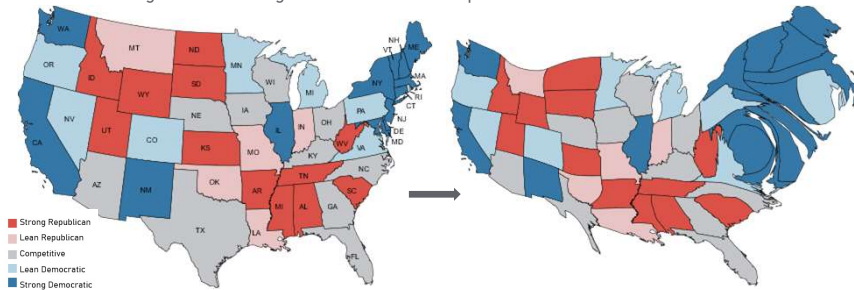 WA
OR
CA
NV
ID
MT
WY
UT
AZ
CO
NM
ND
SD
NE
KS
OK
TX
MN
IA
MO
AR
LA
WI
IL
MI
IN
OH
KY
TN
MI
AL
GA
FL
SC
NC
VA
WV
PA
NY
VT
NH
ME
MA
RI
CT
NJ
DE
MD
Strong Republican
Lean Republican
Competitive
Lean Democratic
Strong Democratic